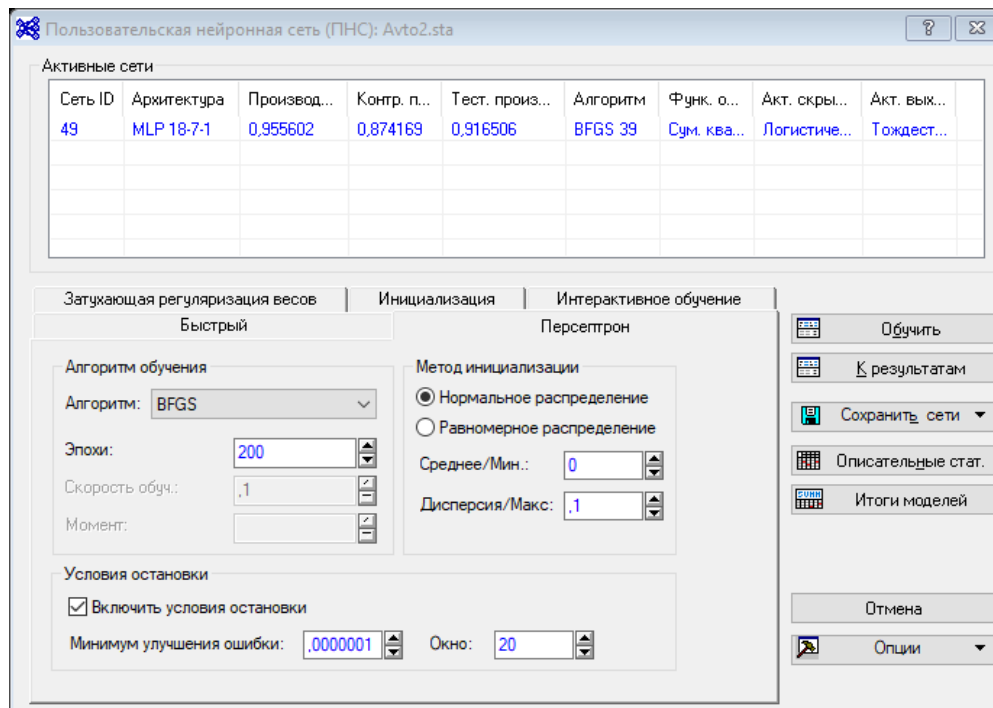 Пользовательская нейронная сеть (ПНС): Avto2.sta
Активные сети
Сеть ID Архитектура Производ... Контр. п... Тест. произ... Алгоритм Функ. о... Акт. скры... Акт. вых...
49 MLP 18-7-1 0,955602 0,874169 0,916506 BFGS 39 Сум. ква... Логистиче... Тождест...
Затухающая регуляризация весов Инициализация Интерактивное обучение
Быстрый Персептрон
Алгоритм обучения
Алгоритм: BFGS
Эпохи: 200
Скорость обуч.: ,1
Момент:
Метод инициализации
Нормальное распределение
Равномерное распределение
Среднее/Мин.: 0
Дисперсия/Макс: ,1
Условия остановки
Включить условия остановки
Минимум улучшения ошибки: ,0000001 Окно: 20
Обучить
К результатам
Сохранить сети
Описательные стат.
SUMM Итоги моделей
Отмена
Опции